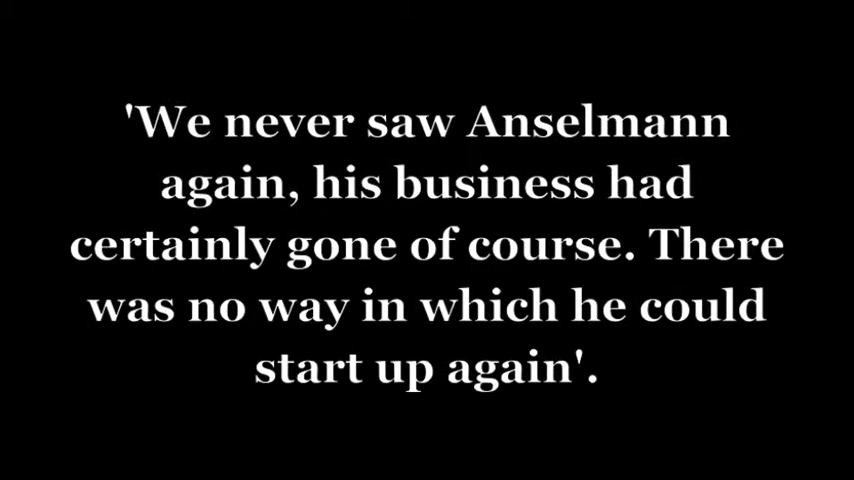 'We never saw Anselmann
again, his business had
certainly gone of course. There
was no way in which he could
start up again'.